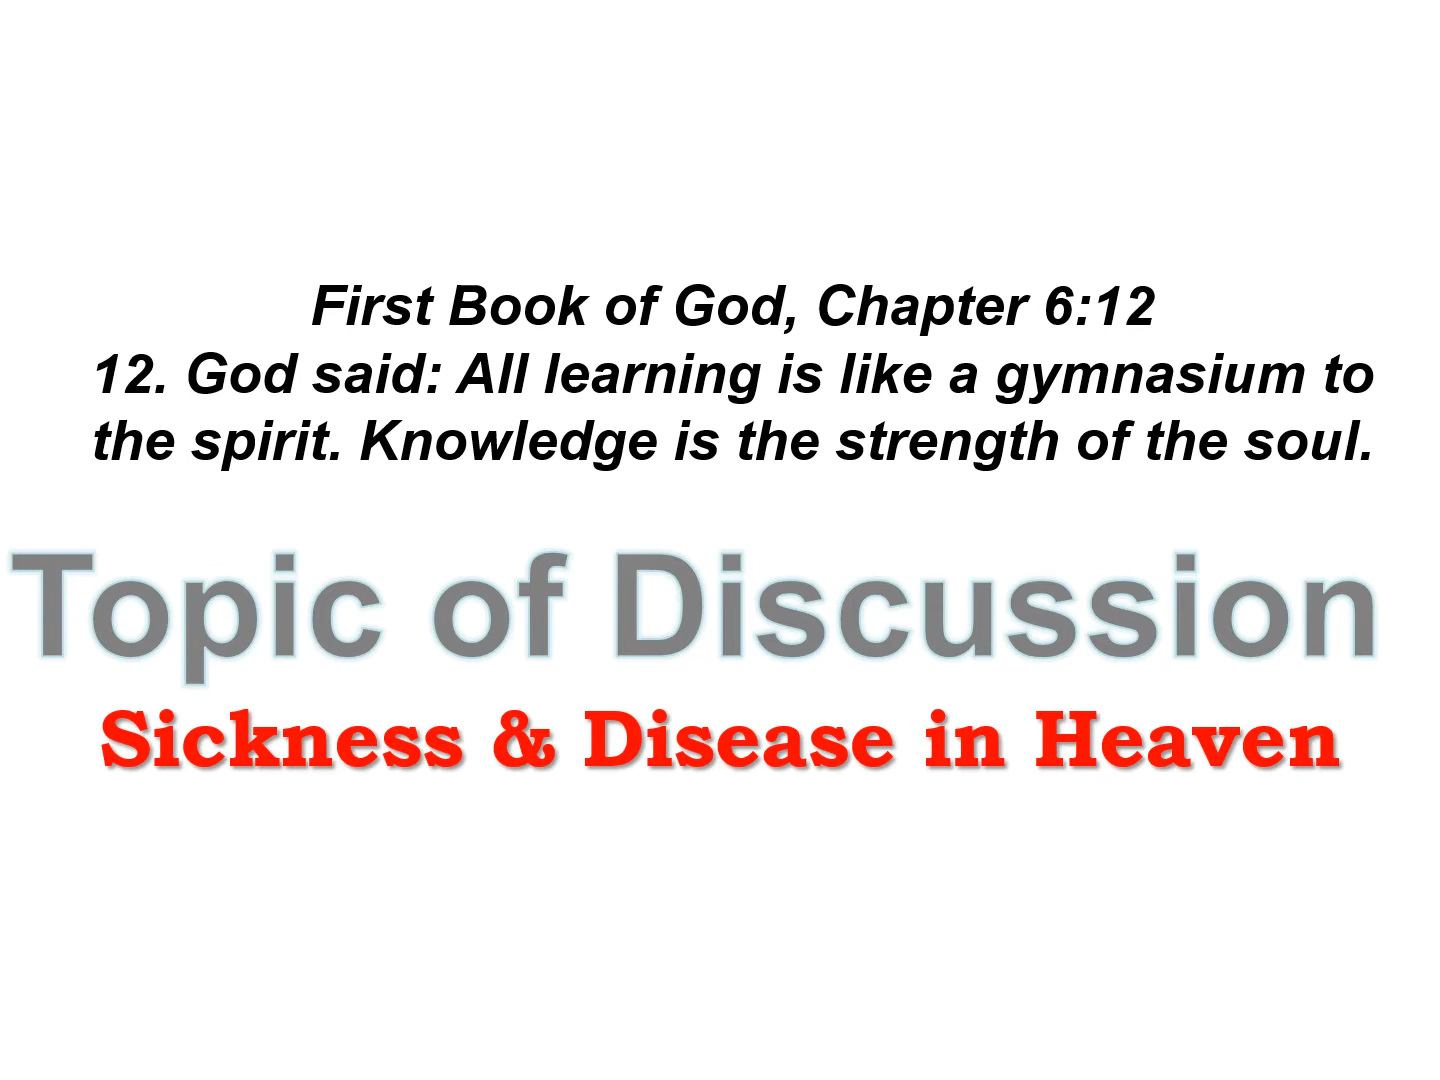 First Book of God, Chapter 6:12
12. God said: All learning is like a gymnasium to
the spirit. Knowledge is the strength of the soul.
Topic of Discussion
Sickness & Disease in Heaven